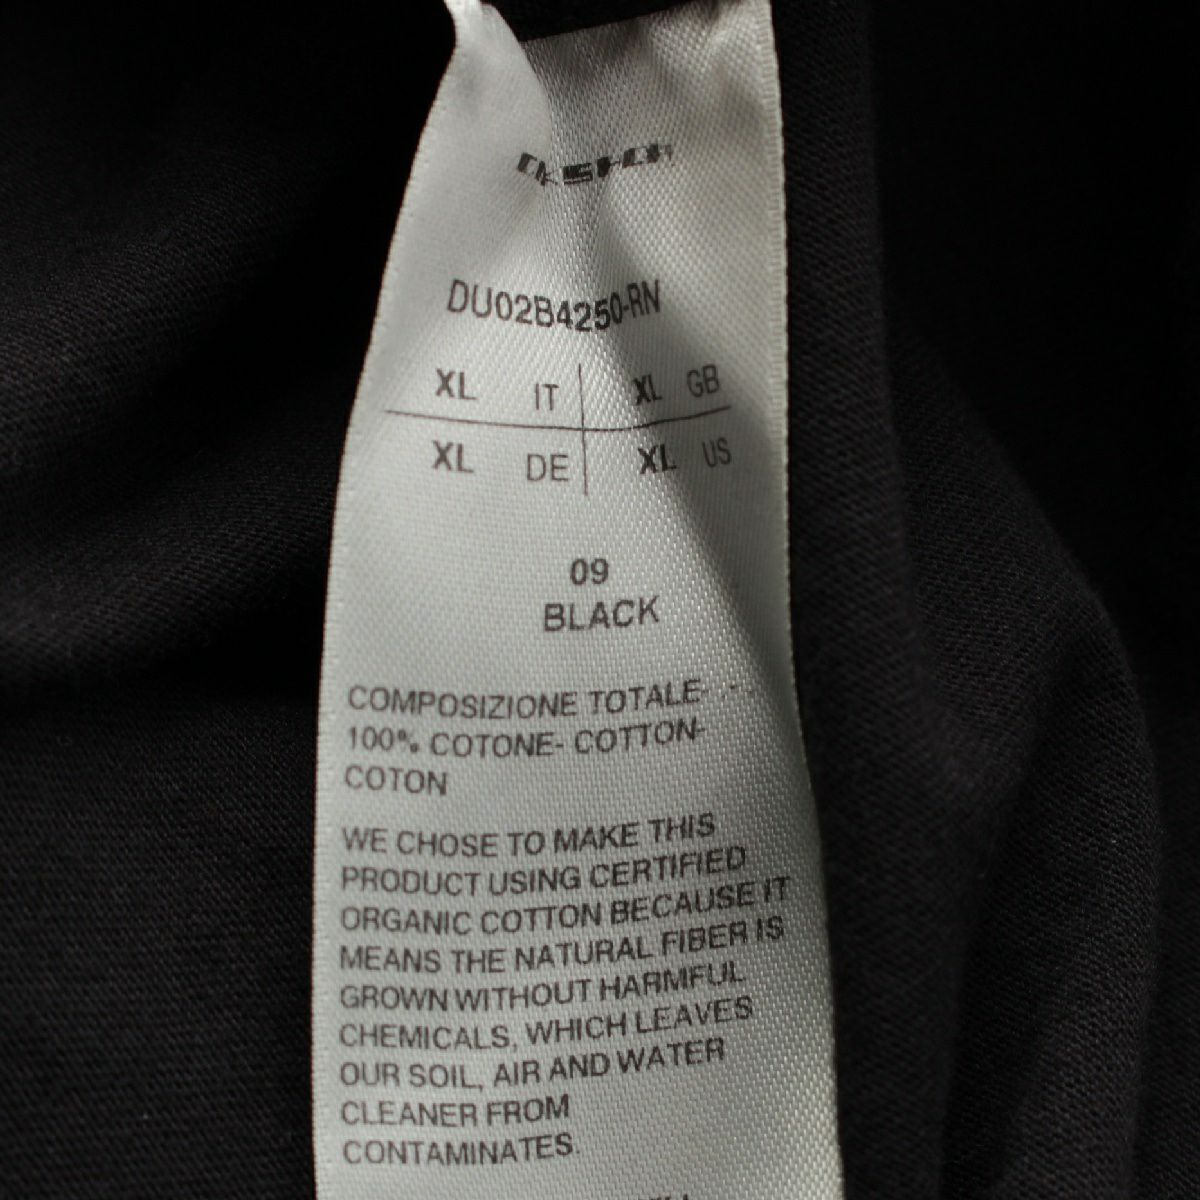 DU02B4250-RN
XL IT XL GB
XL DE XL US
09
BLACK
COMPOSIZIONE TOTALE-
100% COTONE- COTTON-
COTON
WE CHOSE TO MAKE THIS
PRODUCT USING CERTIFIED
ORGANIC COTTON BECAUSE IT
MEANS THE NATURAL FIBER IS
GROWN WITHOUT HARMFUL
CHEMICALS, WHICH LEAVES
OUR SOIL, AIR AND WATER
CLEANER FROM
CONTAMINATES.